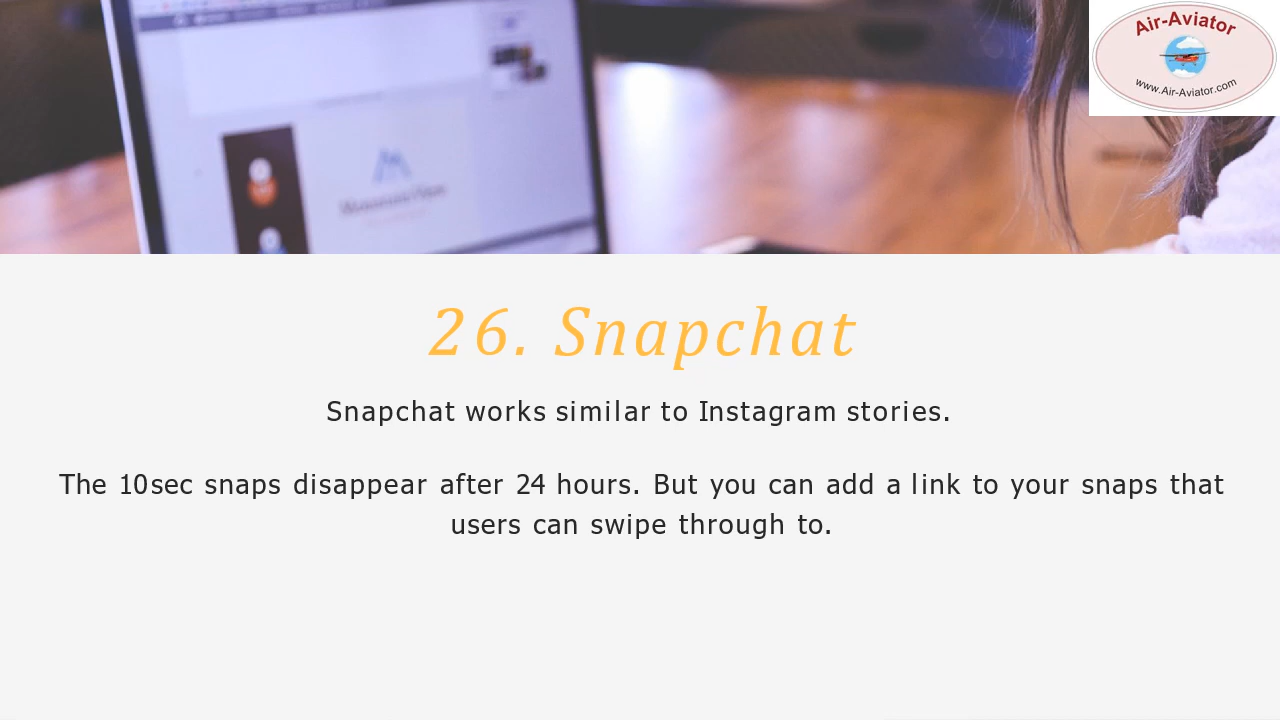 Air-Aviator
www.Air-Aviator.com
26. Snapchat
Snapchat works similar to Instagram stories.
The 10sec snaps disappear after 24 hours. But you can add a link to your snaps that
users can swipe through to.